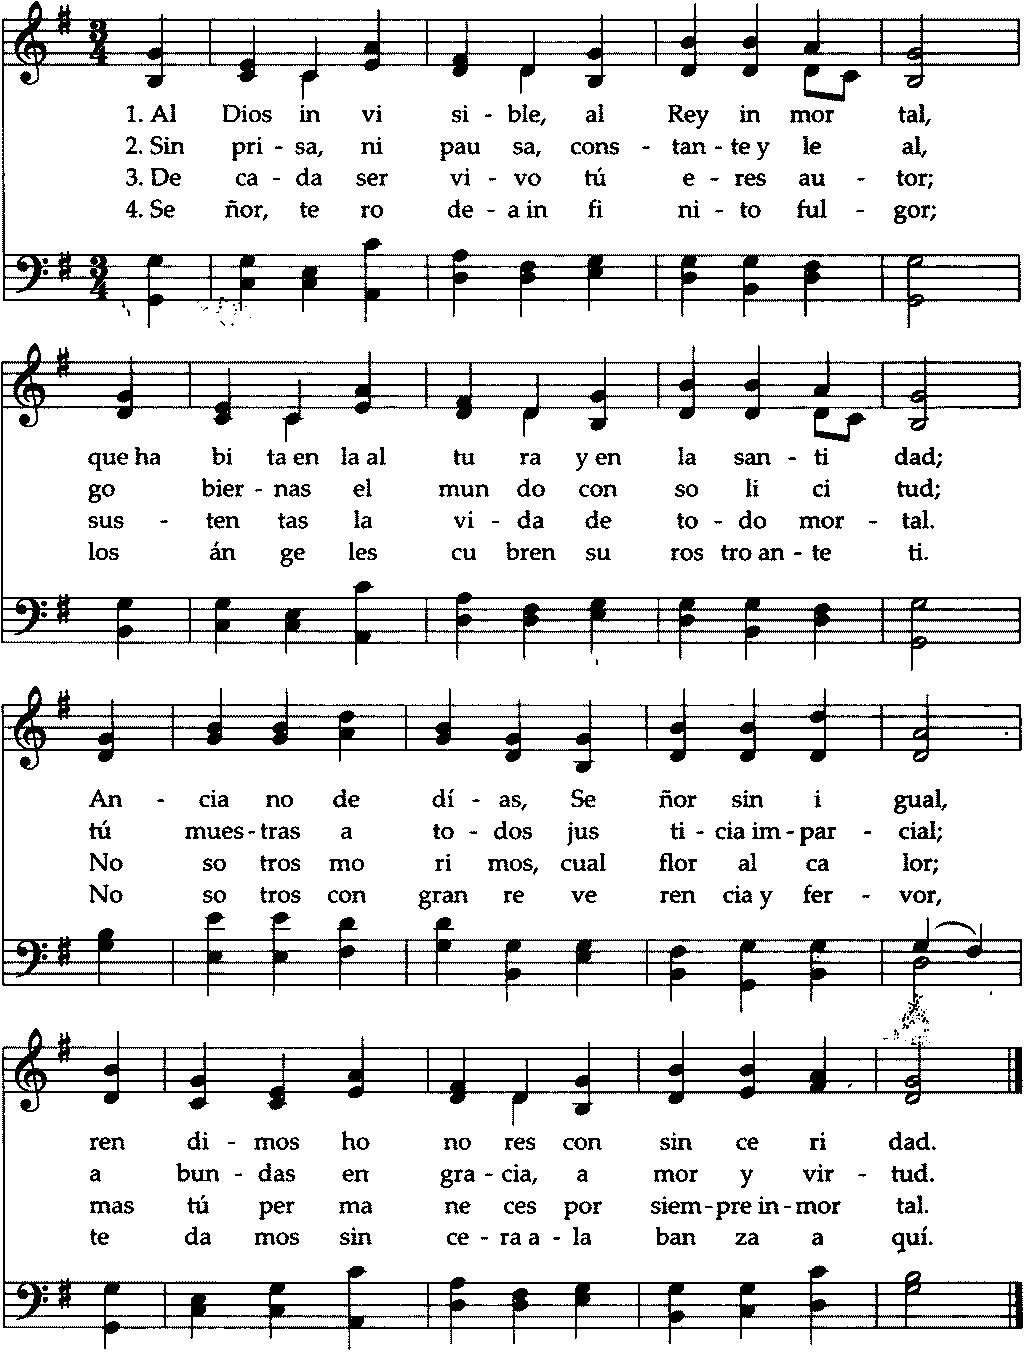 1. Al Dios in vi si - ble, al Rey in mor tal,
2. Sin pri - sa, ni pau sa, cons - tan - te y le al,
3. De ca - da ser vi - vo tú e - res au - tor;
4. Se ñor, te ro de - a in fi ni - to ful - gor;
que ha bi ta en la al tu ra y en la san - ti dad;
go bier - nas el mun do con so li ci tud;
sus - ten tas la vi - da de to - do mor - tal.
los án ge les cu bren su ros tro an - te ti.
An - cia no de dí - as, Se ñor sin i gual,
tú mues - tras a to - dos jus ti - cia im - par - cial;
No so tros mo ri mos, cual flor al ca lor;
No so tros con gran re ve ren cia y fer - vor,
ren di - mos ho no res con sin ce ri dad.
a bun - das en gra - cia, a mor y vir - tud.
mas tú per ma ne ces por siem - pre in - mor tal.
te da mos sin ce - ra a - la ban za a quí.